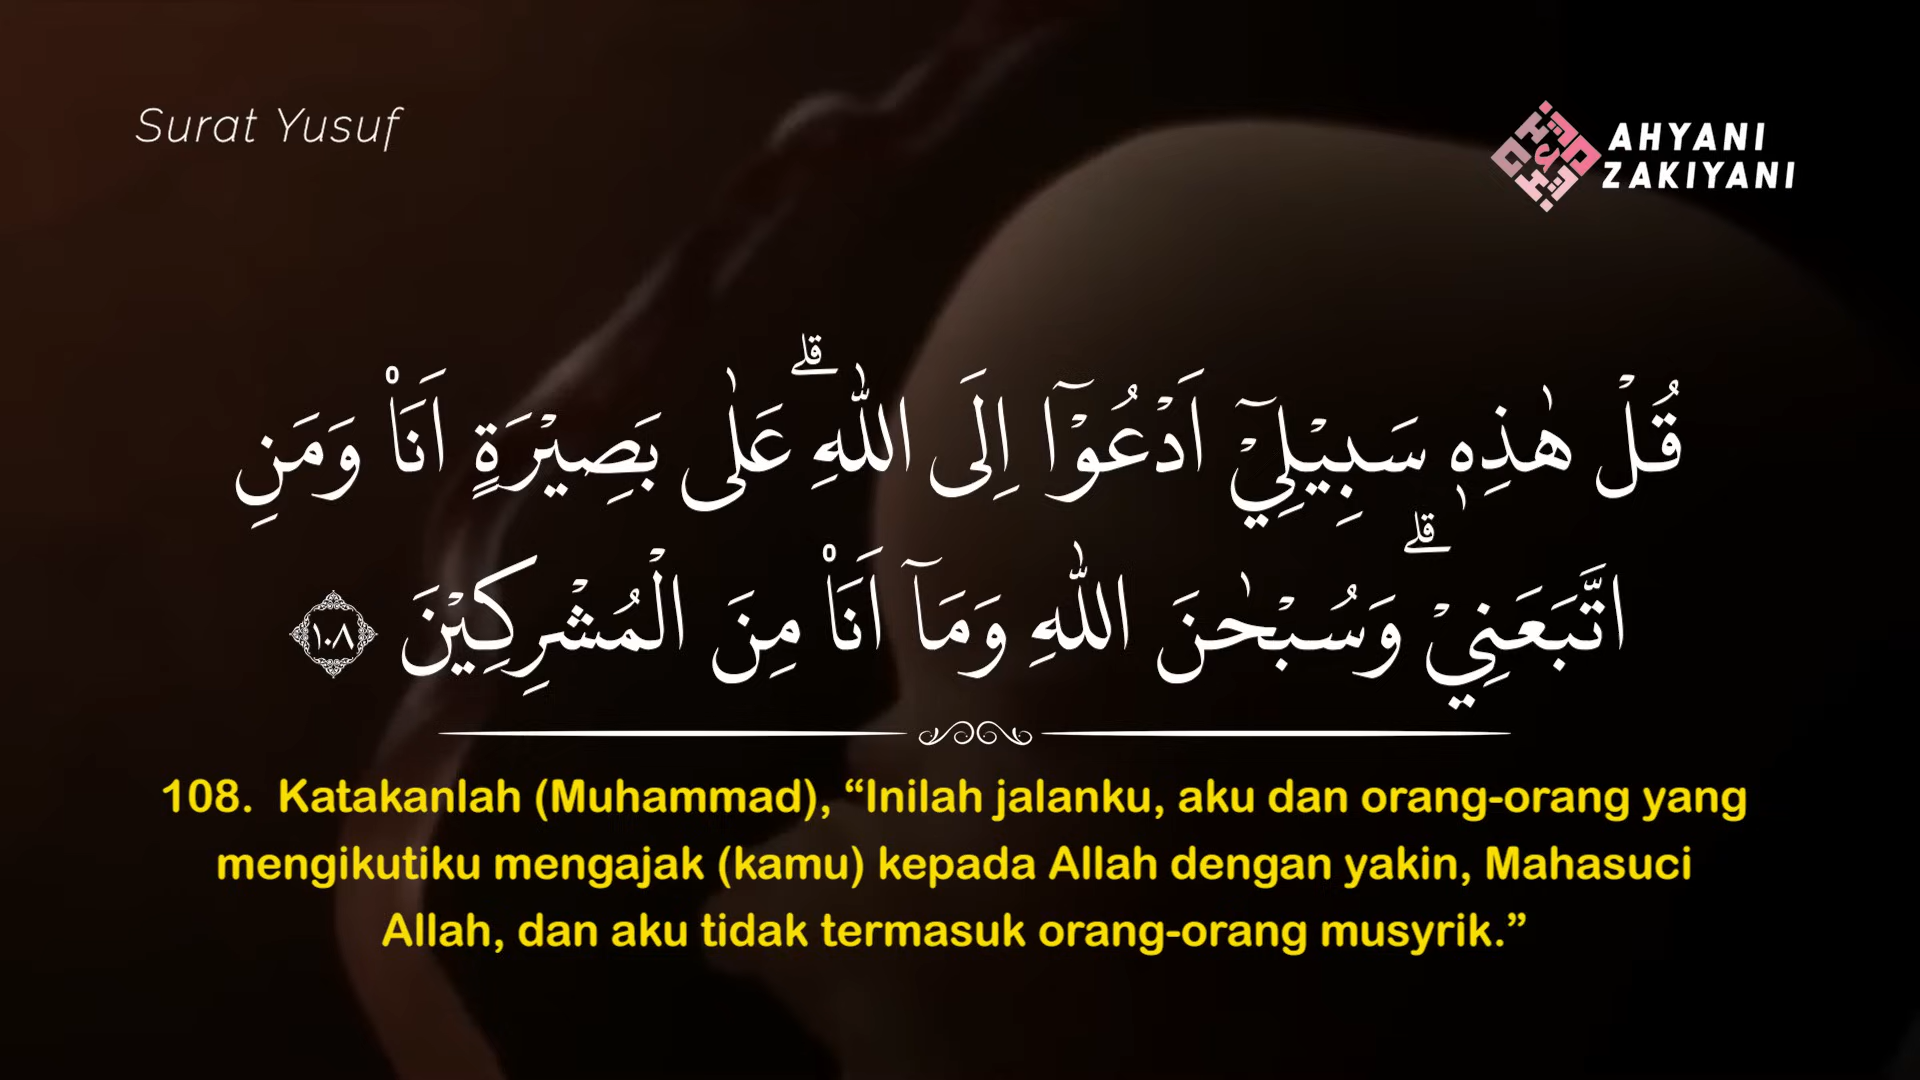 Surat Yusuf
AHYANI
ZAKIYANI
قُلْ هٰذِهٖ سَبِيْلِيْٓ اَدْعُوْٓا اِلَى اللّٰهِ ۗعَلٰى بَصِيْرَةٍ اَنَا۠ وَمَنِ
اتَّبَعَنِيْ ۗوَسُبْحٰنَ اللّٰهِ وَمَآ اَنَا۠ مِنَ الْمُشْرِكِيْنَ ١٠٨
108. Katakanlah (Muhammad), “Inilah jalanku, aku dan orang-orang yang
mengikutiku mengajak (kamu) kepada Allah dengan yakin, Mahasuci
Allah, dan aku tidak termasuk orang-orang musyrik.”